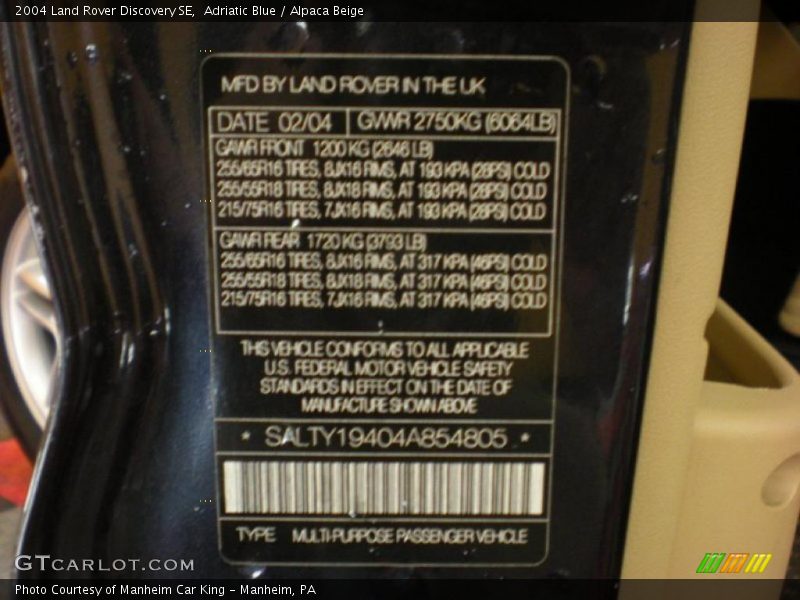 2004 Land Rover Discovery SE,  Adriatic Blue / Alpaca Beige
MFD BY LAND ROVER IN THE UK
DATE 02/04 GVWR 2750KG (6064LB)
GAWR FRONT 1200 KG (2646 LB)
255/65R16 TIRES, 8JX16 RIMS, AT 193 KPA (28PSI) COLD
255/55R18 TIRES, 8JX18 RIMS, AT 193 KPA (28PSI) COLD
215/75R16 TIRES, 7JX16 RIMS, AT 193 KPA (28PSI) COLD
GAWR REAR 1720 KG (3793 LB)
255/65R16 TIRES, 8JX16 RIMS, AT 317 KPA (46PSI) COLD
255/55R18 TIRES, 8JX18 RIMS, AT 317 KPA (46PSI) COLD
215/75R16 TIRES, 7JX16 RIMS, AT 317 KPA (46PSI) COLD
THIS VEHICLE CONFORMS TO ALL APPLICABLE
U.S. FEDERAL MOTOR VEHICLE SAFETY
STANDARDS IN EFFECT ON THE DATE OF
MANUFACTURE SHOWN ABOVE
* SALTY19404A854805 *
TYPE MULTI-PURPOSE PASSENGER VEHICLE
GTCARLOT.COM
Photo Courtesy of Manheim Car King - Manheim, PA